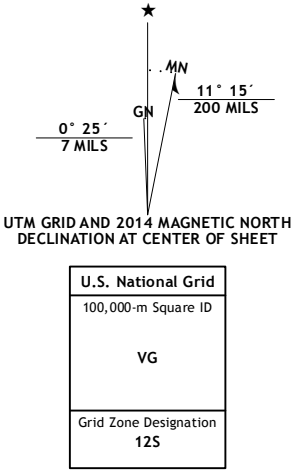 MN
11° 15´
200 MILS
GN
0° 25´
7 MILS
UTM GRID AND 2014 MAGNETIC NORTH
DECLINATION AT CENTER OF SHEET
U.S. National Grid
100,000-m Square ID
VG
Grid Zone Designation
12S